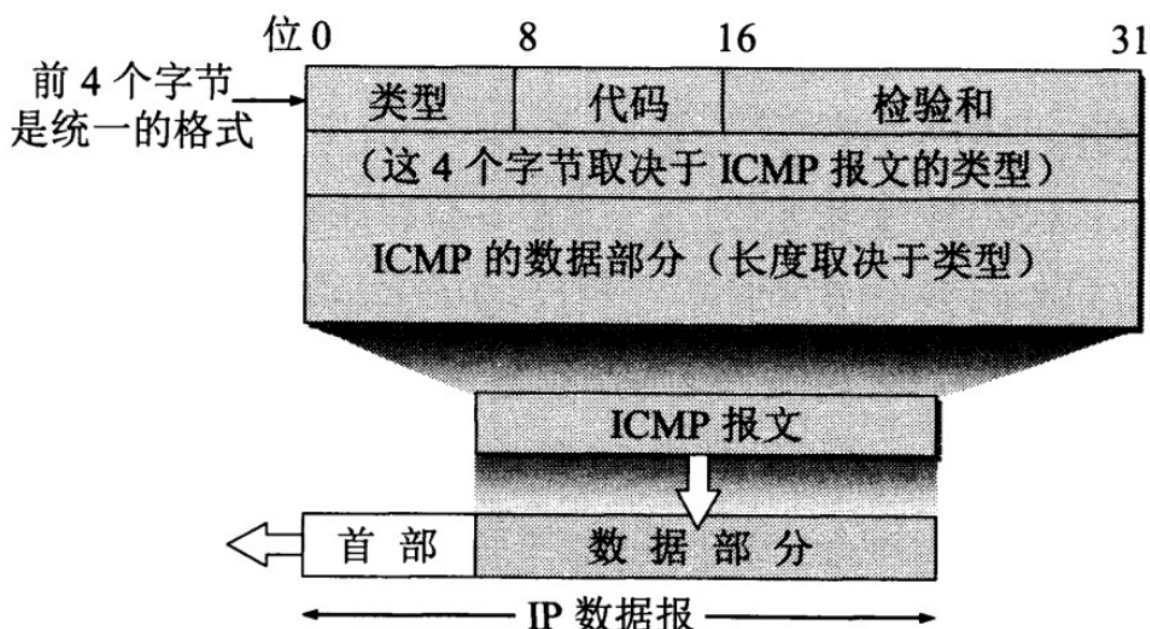 位 0 8 16 31
前 4 个字节
是统一的格式
类型 代码 检验和
（这 4 个字节取决于 ICMP 报文的类型）
ICMP 的数据部分（长度取决于类型）
ICMP 报文
首 部 数 据 部 分
IP 数据报